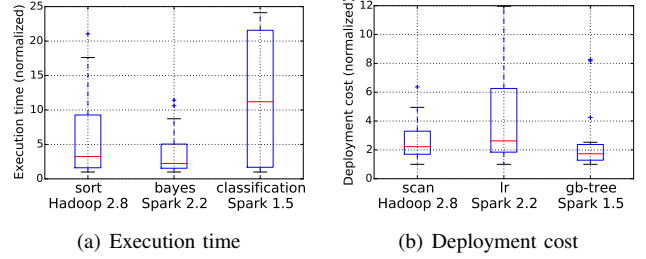 Execution time (normalized)
25
20
15
10
5
0
sort bayes classification
Hadoop 2.8 Spark 2.2 Spark 1.5
(a) Execution time
Deployment cost (normalized)
12
10
8
6
4
2
0
scan lr gb-tree
Hadoop 2.8 Spark 2.2 Spark 1.5
(b) Deployment cost